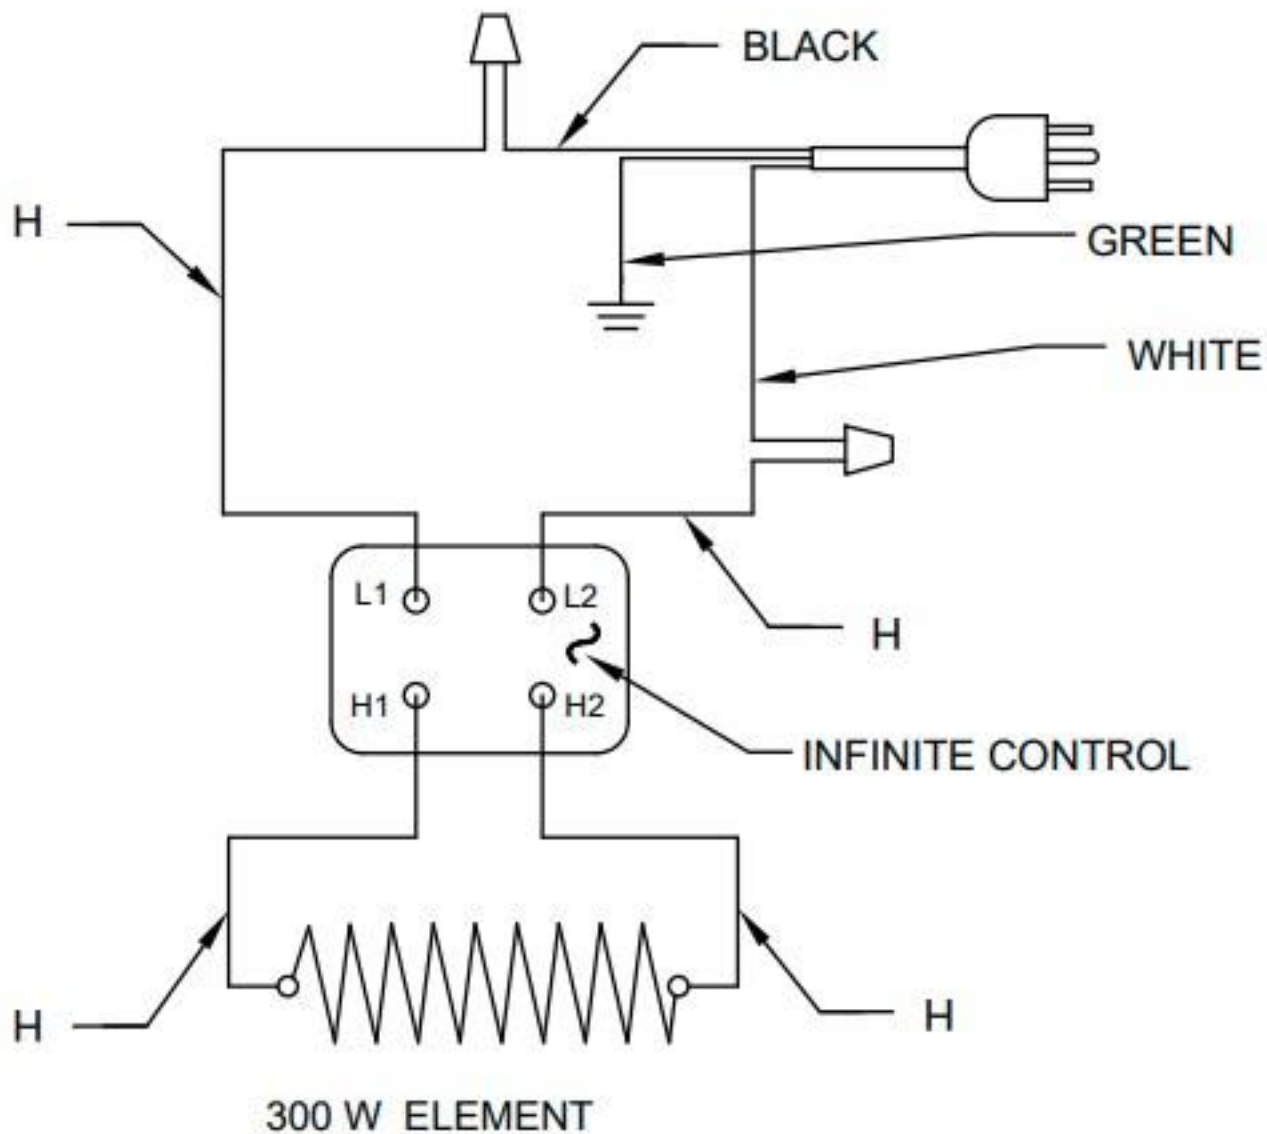 BLACK
H
GREEN
WHITE
L1
L2
H
H1
H2
INFINITE CONTROL
H
H
300 W ELEMENT